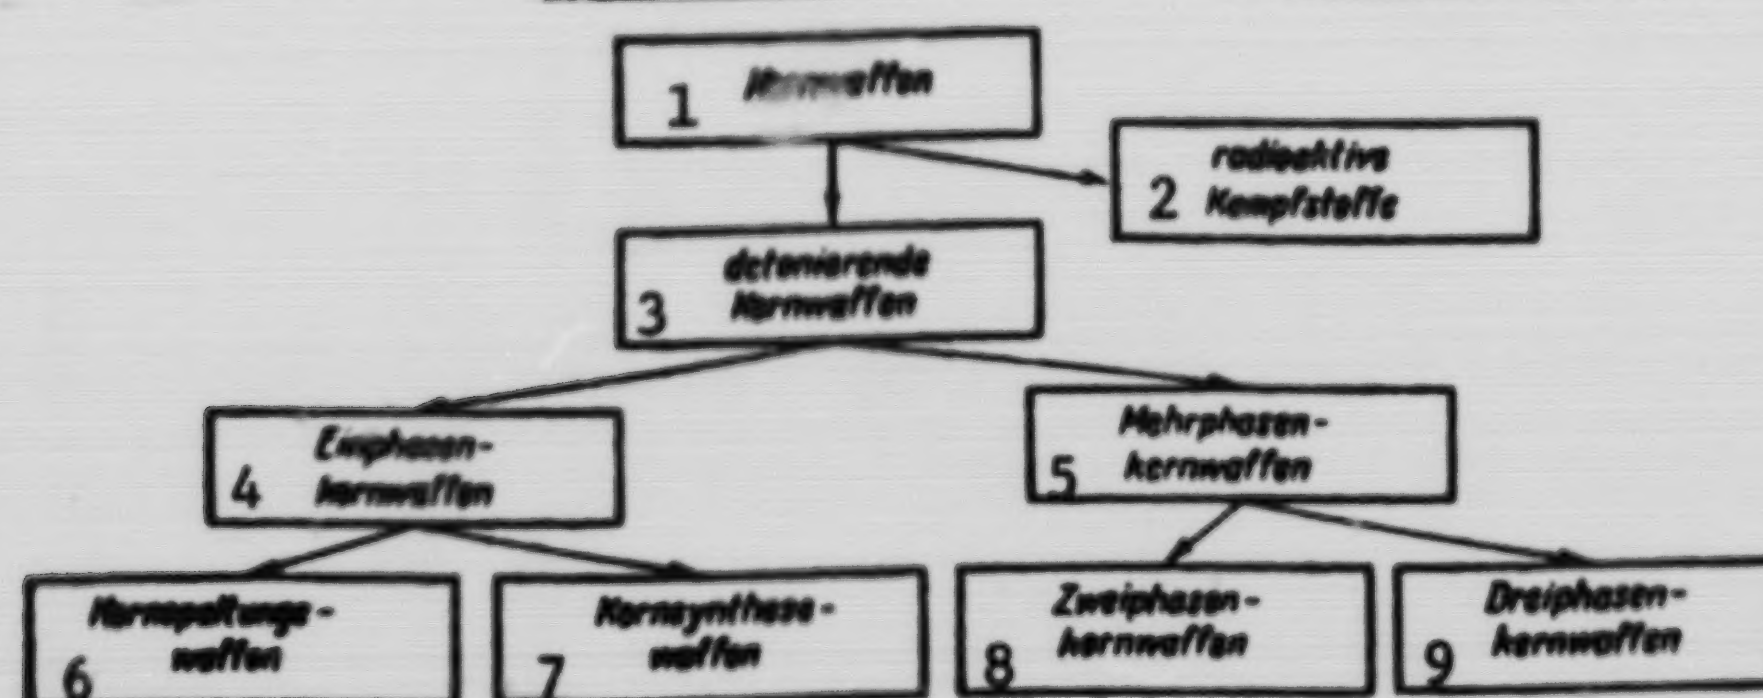 Kernwaffen
1
radioaktive
2 Kampfstoffe
detonierende
3 Kernwaffen
Einphasen-
4 kernwaffen
Mehrphasen-
5 kernwaffen
Kernspaltungs-
6 waffen
Kernsynthese-
7 waffen
Zweiphasen-
8 kernwaffen
Dreiphasen-
9 kernwaffen